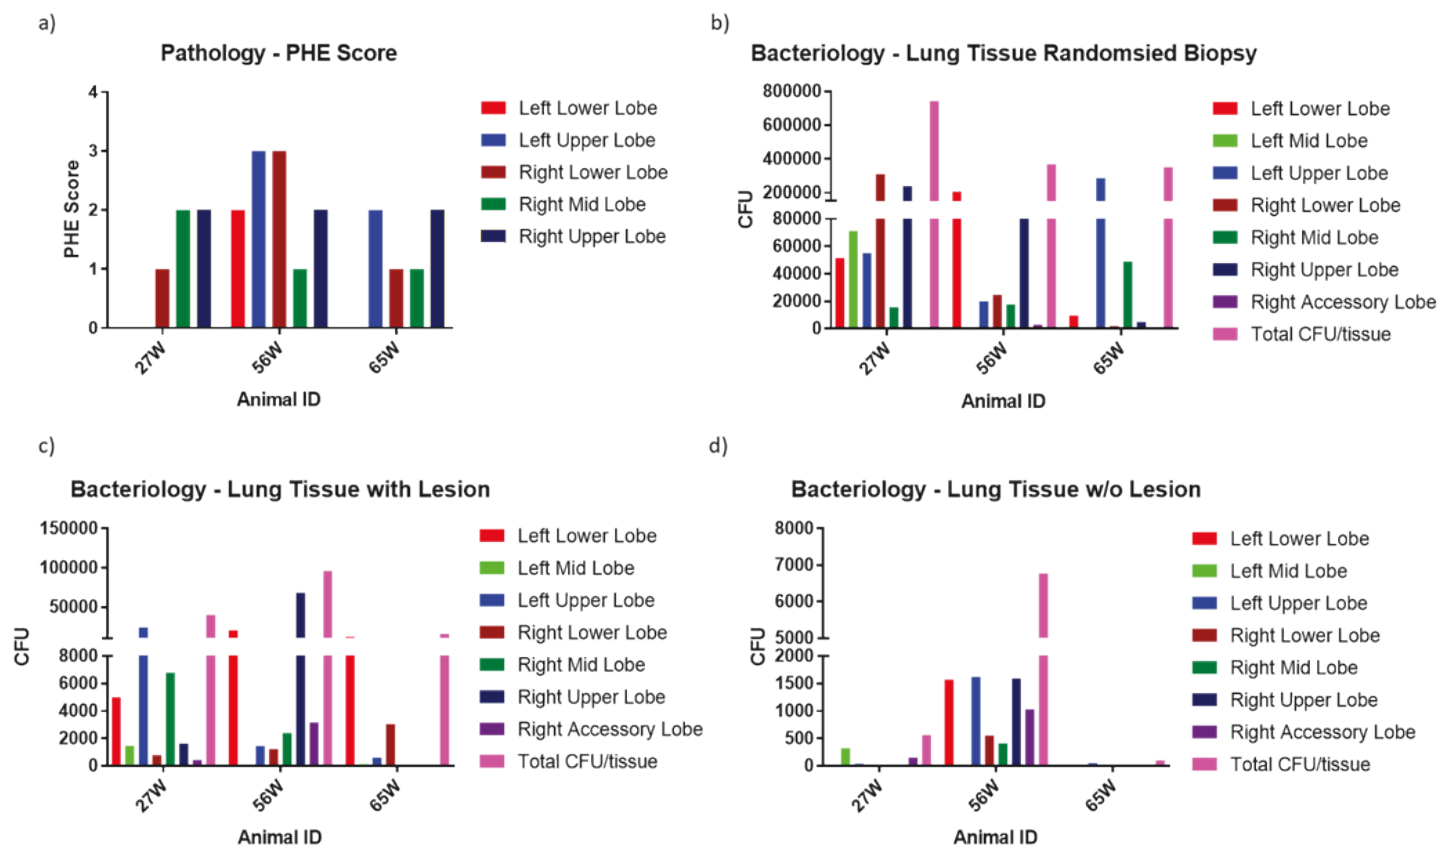 a)
Pathology - PHE Score
4
3
2
1
0
PHE Score
27W
56W
65W
Animal ID
Left Lower Lobe
Left Upper Lobe
Right Lower Lobe
Right Mid Lobe
Right Upper Lobe
b)
Bacteriology - Lung Tissue Randomsied Biopsy
800000
600000
400000
200000
80000
60000
40000
20000
0
CFU
27W
56W
65W
Animal ID
Left Lower Lobe
Left Mid Lobe
Left Upper Lobe
Right Lower Lobe
Right Mid Lobe
Right Upper Lobe
Right Accessory Lobe
Total CFU/tissue
c)
Bacteriology - Lung Tissue with Lesion
150000
100000
50000
8000
6000
4000
2000
0
CFU
27W
56W
65W
Animal ID
Left Lower Lobe
Left Mid Lobe
Left Upper Lobe
Right Lower Lobe
Right Mid Lobe
Right Upper Lobe
Right Accessory Lobe
Total CFU/tissue
d)
Bacteriology - Lung Tissue w/o Lesion
8000
7000
6000
5000
2000
1500
1000
500
0
CFU
27W
56W
65W
Animal ID
Left Lower Lobe
Left Mid Lobe
Left Upper Lobe
Right Lower Lobe
Right Mid Lobe
Right Upper Lobe
Right Accessory Lobe
Total CFU/tissue